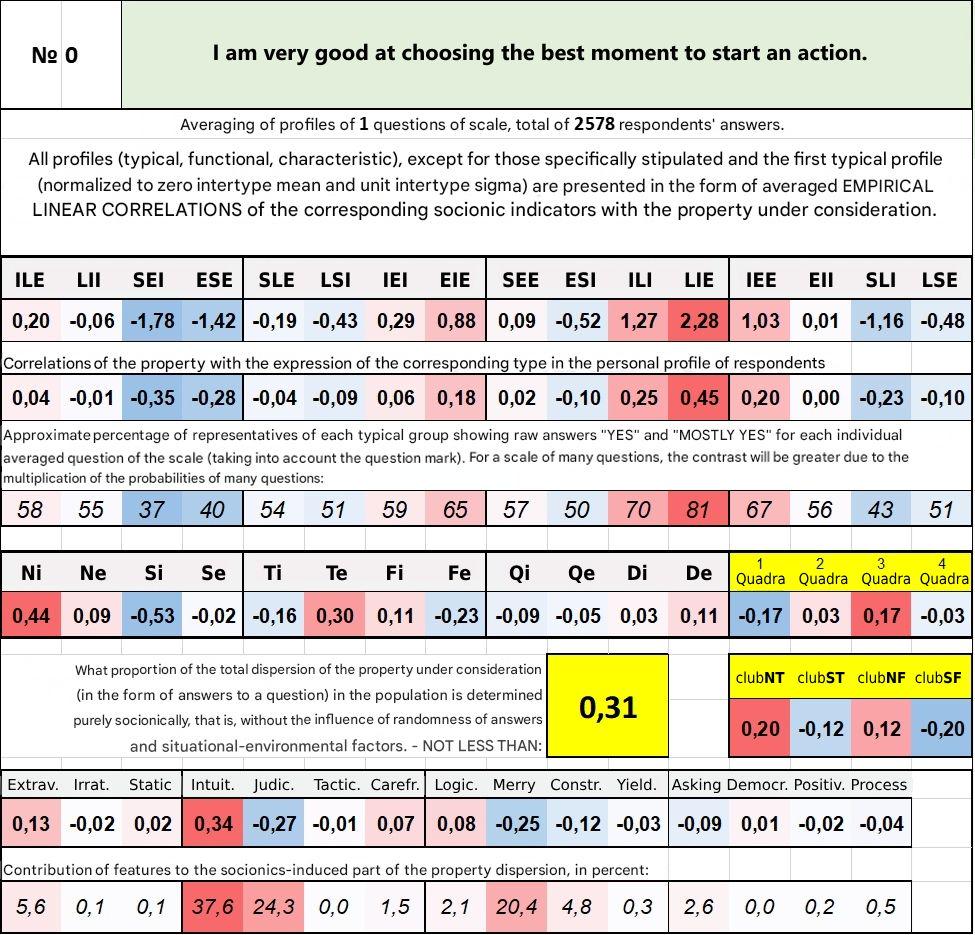 № 0
I am very good at choosing the best moment to start an action.
Averaging of profiles of 1 questions of scale, total of 2578 respondents' answers.
All profiles (typical, functional, characteristic), except for those specifically stipulated and the first typical profile
(normalized to zero intertype mean and unit intertype sigma) are presented in the form of averaged EMPIRICAL
LINEAR CORRELATIONS of the corresponding socionic indicators with the property under consideration.
ILE LII SEI ESE SLE LSI IEI EIE SEE ESI ILI LIE IEE EII SLI LSE
0,20 -0,06 -1,78 -1,42 -0,19 -0,43 0,29 0,88 0,09 -0,52 1,27 2,28 1,03 0,01 -1,16 -0,48
Correlations of the property with the expression of the corresponding type in the personal profile of respondents
0,04 -0,01 -0,35 -0,28 -0,04 -0,09 0,06 0,18 0,02 -0,10 0,25 0,45 0,20 0,00 -0,23 -0,10
Approximate percentage of representatives of each typical group showing raw answers "YES" and "MOSTLY YES" for each individual
averaged question of the scale (taking into account the question mark). For a scale of many questions, the contrast will be greater due to the
multiplication of the probabilities of many questions:
58 55 37 40 54 51 59 65 57 50 70 81 67 56 43 51
Ni Ne Si Se Ti Te Fi Fe Qi Qe Di De 1 Quadra 2 Quadra 3 Quadra 4 Quadra
0,44 0,09 -0,53 -0,02 -0,16 0,30 0,11 -0,23 -0,09 -0,05 0,03 0,11 -0,17 0,03 0,17 -0,03
What proportion of the total dispersion of the property under consideration
(in the form of answers to a question) in the population is determined
purely socionically, that is, without the influence of randomness of answers
and situational-environmental factors. - NOT LESS THAN:
0,31
clubNT clubST clubNF clubSF
0,20 -0,12 0,12 -0,20
Extrav. Irrat. Static Intuit. Judic. Tactic. Carefr. Logic. Merry Constr. Yield. Asking Democr. Positiv. Process
0,13 -0,02 0,02 0,34 -0,27 -0,01 0,07 0,08 -0,25 -0,12 -0,03 -0,09 0,01 -0,02 -0,04
Contribution of features to the socionics-induced part of the property dispersion, in percent:
5,6 0,1 0,1 37,6 24,3 0,0 1,5 2,1 20,4 4,8 0,3 2,6 0,0 0,2 0,5